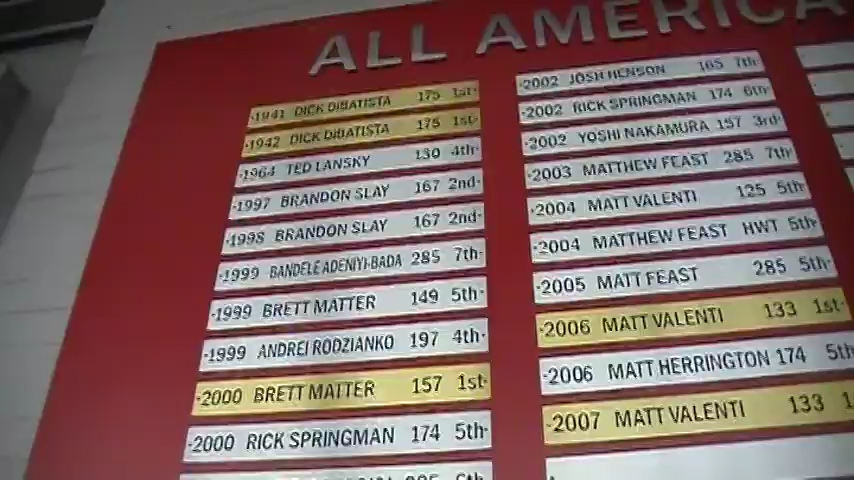 ALL AMERICA
·1941 DICK DIBATISTA 175 1st·
·1942 DICK DIBATISTA 175 1st·
·1964 TED LANSKY 130 4th·
·1997 BRANDON SLAY 167 2nd·
·1998 BRANDON SLAY 167 2nd·
·1999 BANDELE ADENIYI-BADA 285 7th·
·1999 BRETT MATTER 149 5th·
·1999 ANDREI RODZIANKO 197 4th·
·2000 BRETT MATTER 157 1st·
·2000 RICK SPRINGMAN 174 5th·
·2002 JOSH HENSON 165 7th·
·2002 RICK SPRINGMAN 174 6th·
·2002 YOSHI NAKAMURA 157 3rd·
·2003 MATTHEW FEAST 285 7th·
·2004 MATT VALENTI 125 5th·
·2004 MATTHEW FEAST HWT 5th·
·2005 MATT FEAST 285 5th·
·2006 MATT VALENTI 133 1st·
·2006 MATT HERRINGTON 174 5th
·2007 MATT VALENTI 133 1